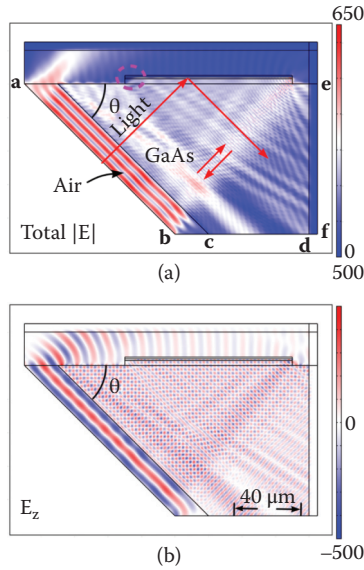 650
a
e
θ
Light
GaAs
Air
Total |E|
b
c
d
f
0
(a)
500
θ
0
40 μm
E_z
−500
(b)